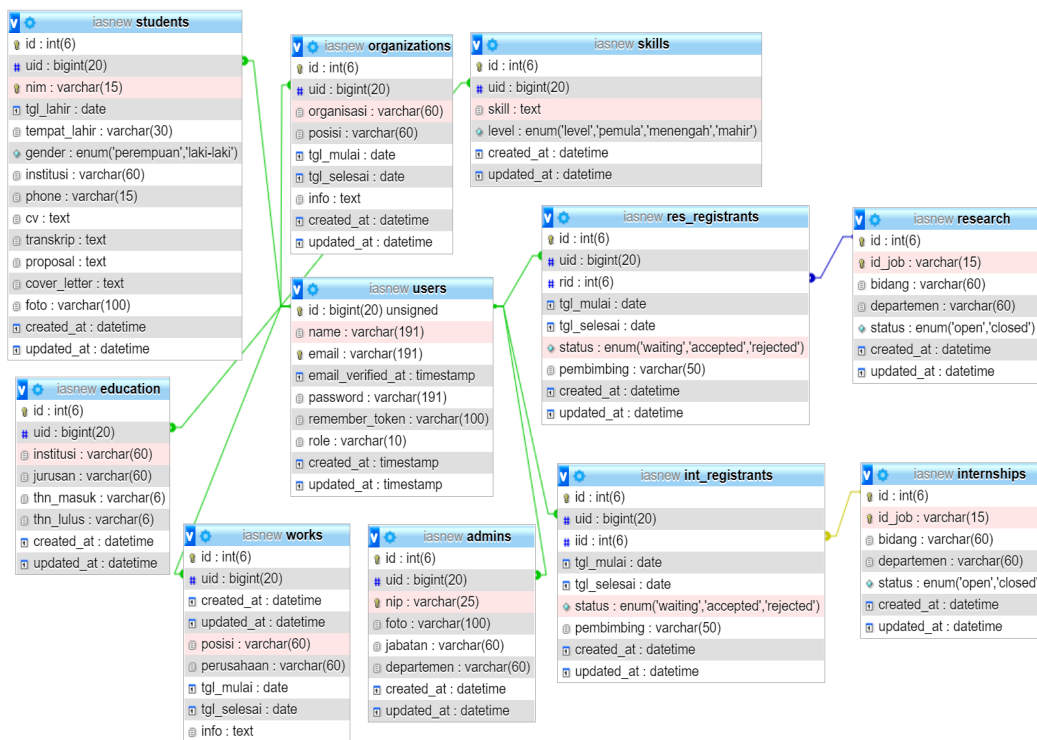 iasnew students
id : int(6)
uid : bigint(20)
nim : varchar(15)
tgl_lahir : date
tempat_lahir : varchar(30)
gender : enum('perempuan','laki-laki')
institusi : varchar(60)
phone : varchar(15)
cv : text
transkrip : text
proposal : text
cover_letter : text
foto : varchar(100)
created_at : datetime
updated_at : datetime
iasnew organizations
id : int(6)
uid : bigint(20)
organisasi : varchar(60)
posisi : varchar(60)
tgl_mulai : date
tgl_selesai : date
info : text
created_at : datetime
updated_at : datetime
iasnew skills
id : int(6)
uid : bigint(20)
skill : text
level : enum('level','pemula','menengah','mahir')
created_at : datetime
updated_at : datetime
iasnew res_registrants
id : int(6)
uid : bigint(20)
rid : int(6)
tgl_mulai : date
tgl_selesai : date
status : enum('waiting','accepted','rejected')
pembimbing : varchar(50)
created_at : datetime
updated_at : datetime
iasnew research
id : int(6)
id_job : varchar(15)
bidang : varchar(60)
departemen : varchar(60)
status : enum('open','closed')
created_at : datetime
updated_at : datetime
iasnew users
id : bigint(20) unsigned
name : varchar(191)
email : varchar(191)
email_verified_at : timestamp
password : varchar(191)
remember_token : varchar(100)
role : varchar(10)
created_at : timestamp
updated_at : timestamp
iasnew education
id : int(6)
uid : bigint(20)
institusi : varchar(60)
jurusan : varchar(60)
thn_masuk : varchar(6)
thn_lulus : varchar(6)
created_at : datetime
updated_at : datetime
iasnew works
id : int(6)
uid : bigint(20)
created_at : datetime
updated_at : datetime
posisi : varchar(60)
perusahaan : varchar(60)
tgl_mulai : date
tgl_selesai : date
info : text
iasnew admins
id : int(6)
uid : bigint(20)
nip : varchar(25)
foto : varchar(100)
jabatan : varchar(60)
departemen : varchar(60)
created_at : datetime
updated_at : datetime
iasnew int_registrants
id : int(6)
uid : bigint(20)
iid : int(6)
tgl_mulai : date
tgl_selesai : date
status : enum('waiting','accepted','rejected')
pembimbing : varchar(50)
created_at : datetime
updated_at : datetime
iasnew internships
id : int(6)
id_job : varchar(15)
bidang : varchar(60)
departemen : varchar(60)
status : enum('open','closed'
created_at : datetime
updated_at : datetime